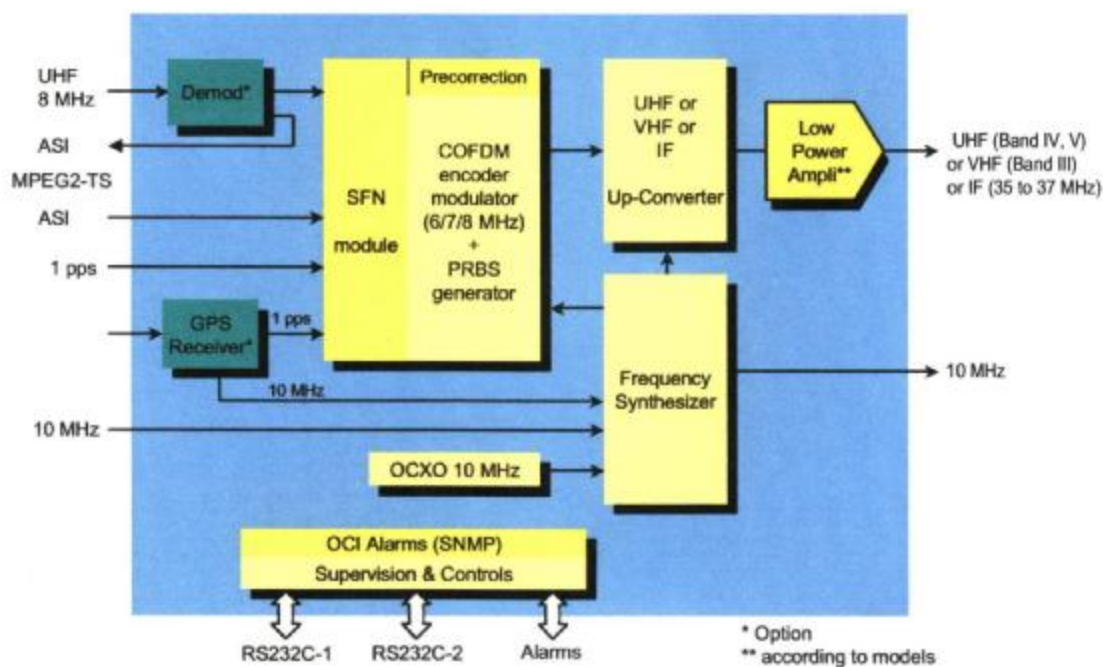 UHF
8 MHz
Demod*
ASI
MPEG2-TS
ASI
1 pps
GPS
Receiver*
1 pps
10 MHz
10 MHz
SFN
module
Precorrection
COFDM
encoder
modulator
(6/7/8 MHz)
+
PRBS
generator
UHF or
VHF or
IF
Up-Converter
Low
Power
Ampli**
UHF (Band IV, V)
or VHF (Band III)
or IF (35 to 37 MHz)
Frequency
Synthesizer
10 MHz
OCXO 10 MHz
OCI Alarms (SNMP)
Supervision & Controls
RS232C-1
RS232C-2
Alarms
* Option
** according to models